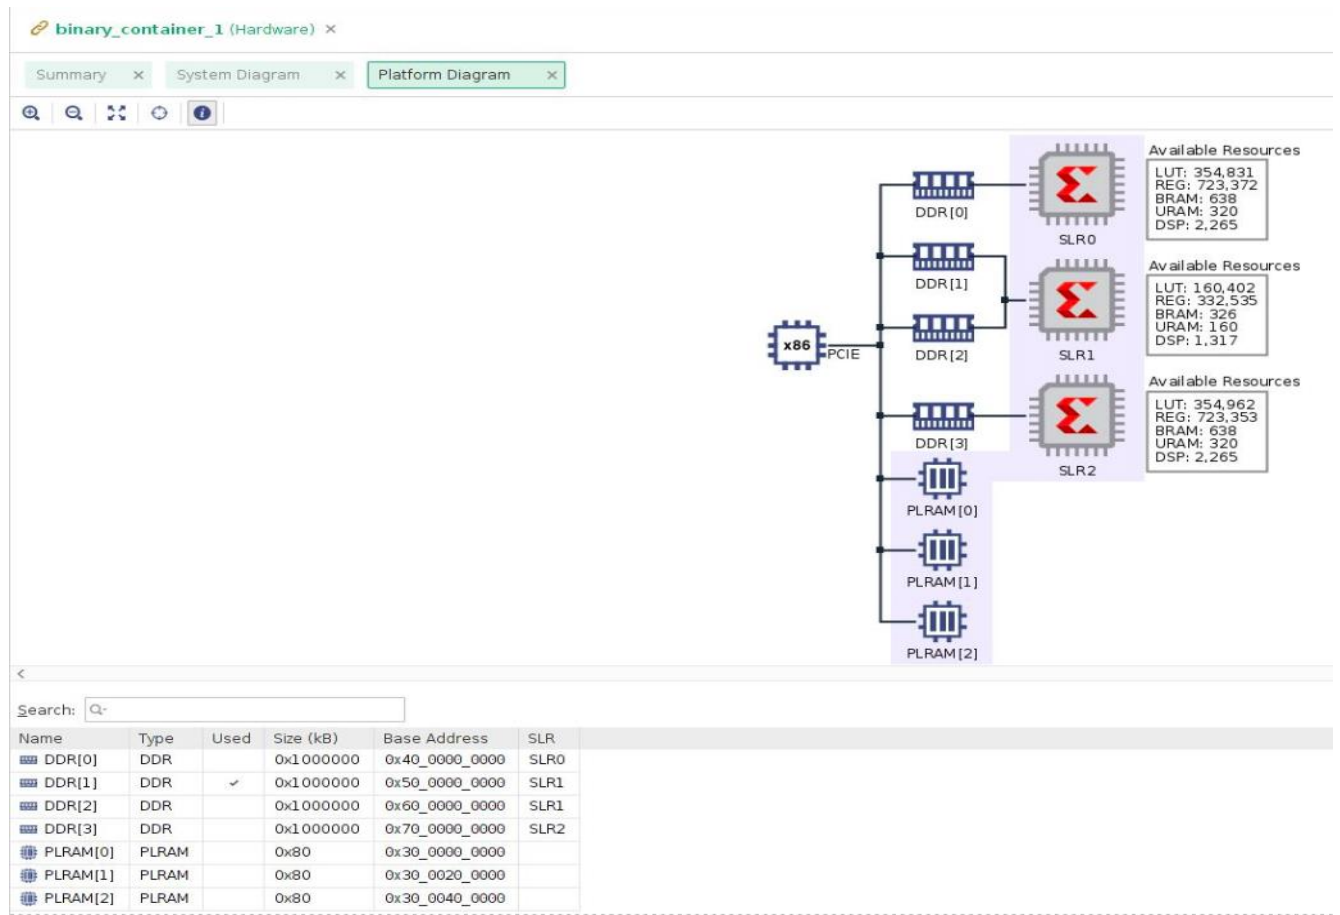 binary_container_1 (Hardware) ×
Summary × System Diagram × Platform Diagram ×
Available Resources
LUT: 354,831
REG: 723,372
BRAM: 638
URAM: 320
DSP: 2,265
DDR[0]
SLR0
Available Resources
LUT: 160,402
REG: 332,535
BRAM: 326
URAM: 160
DSP: 1,317
DDR[1]
x86
PCIE
DDR[2]
SLR1
Available Resources
LUT: 354,962
REG: 723,353
BRAM: 638
URAM: 320
DSP: 2,265
DDR[3]
SLR2
PLRAM[0]
PLRAM[1]
PLRAM[2]
Search:
Name Type Used Size (kB) Base Address SLR
DDR[0] DDR 0x1000000 0x40_0000_0000 SLR0
DDR[1] DDR ✓ 0x1000000 0x50_0000_0000 SLR1
DDR[2] DDR 0x1000000 0x60_0000_0000 SLR1
DDR[3] DDR 0x1000000 0x70_0000_0000 SLR2
PLRAM[0] PLRAM 0x80 0x30_0000_0000
PLRAM[1] PLRAM 0x80 0x30_0020_0000
PLRAM[2] PLRAM 0x80 0x30_0040_0000